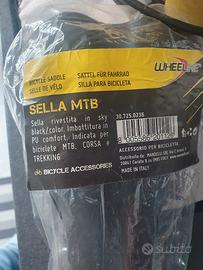 BICYCLE SADDLE
SATTEL FÜR FAHRRAD
SELLE DE VÉLO
SILLA PARA BICICLETA
WHEEL
SELLA MTB
30.725.0236
Sella rivestita in sky
black/color. Imbottitura in
PU comfort. Indicata per
biciclette MTB, CORSA e
TREKKING
ACCESSORIO PER BICICLETTA
MADE IN ITALY
BICYCLE ACCESSORIES
subito